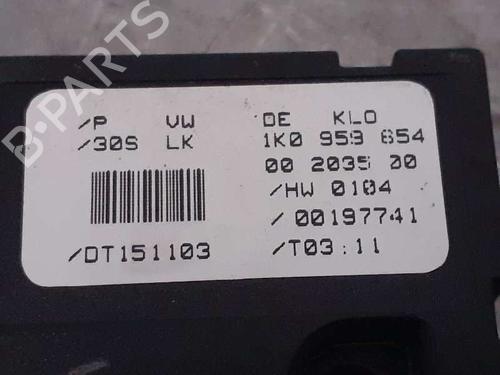 /P VW DE KLO
/30S LK 1K0 959 654
00 2035 00
/HW 0104
/00197741
/DT151103 /T03:11
B-PARTS